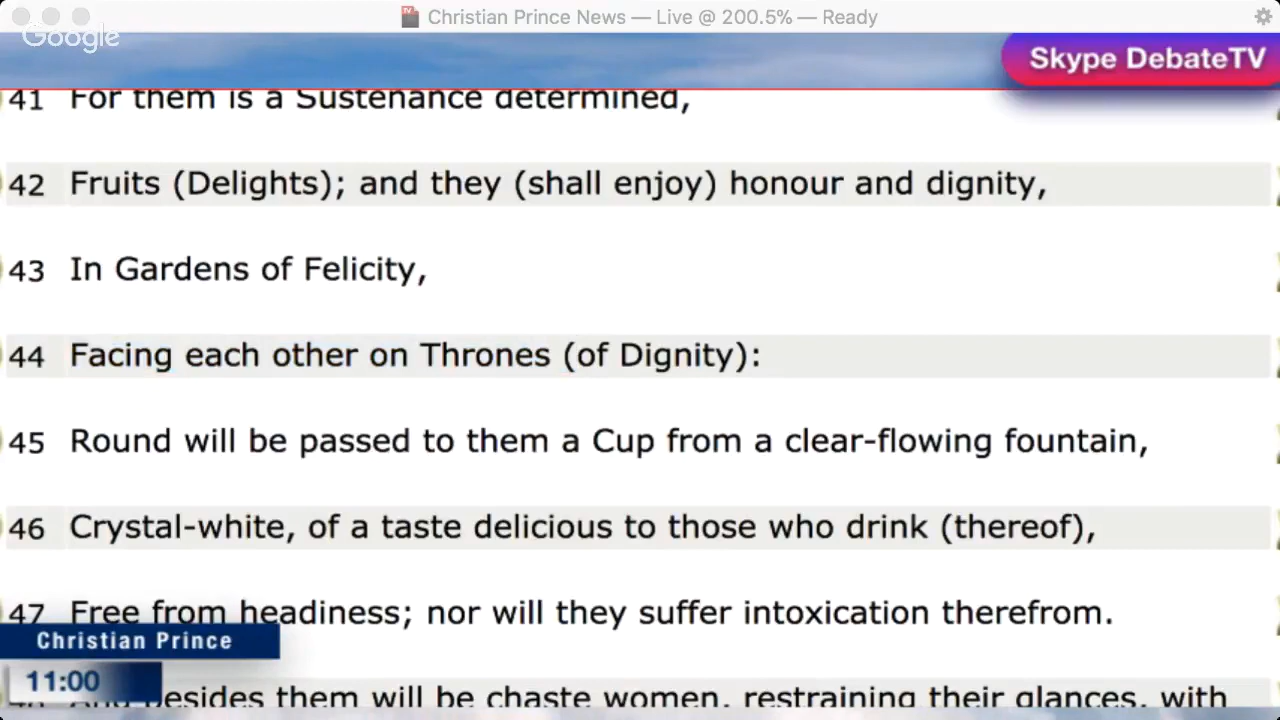 Christian Prince News — Live @ 200.5% — Ready
Google
Skype DebateTV
41 For them is a Sustenance determined,
42 Fruits (Delights); and they (shall enjoy) honour and dignity,
43 In Gardens of Felicity,
44 Facing each other on Thrones (of Dignity):
45 Round will be passed to them a Cup from a clear-flowing fountain,
46 Crystal-white, of a taste delicious to those who drink (thereof),
47 Free from headiness; nor will they suffer intoxication therefrom.
Christian Prince
11:00
besides them will be chaste women, restraining their glances, with